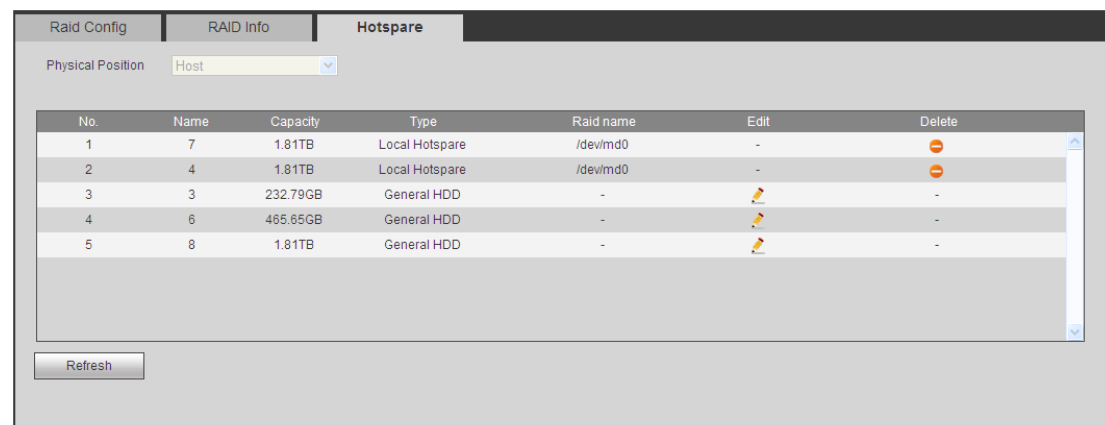 Raid Config RAID Info Hotspare
Physical Position Host
No. Name Capacity Type Raid name Edit Delete
1 7 1.81TB Local Hotspare /dev/md0 -
2 4 1.81TB Local Hotspare /dev/md0 -
3 3 232.79GB General HDD - -
4 6 465.65GB General HDD - -
5 8 1.81TB General HDD - -
Refresh